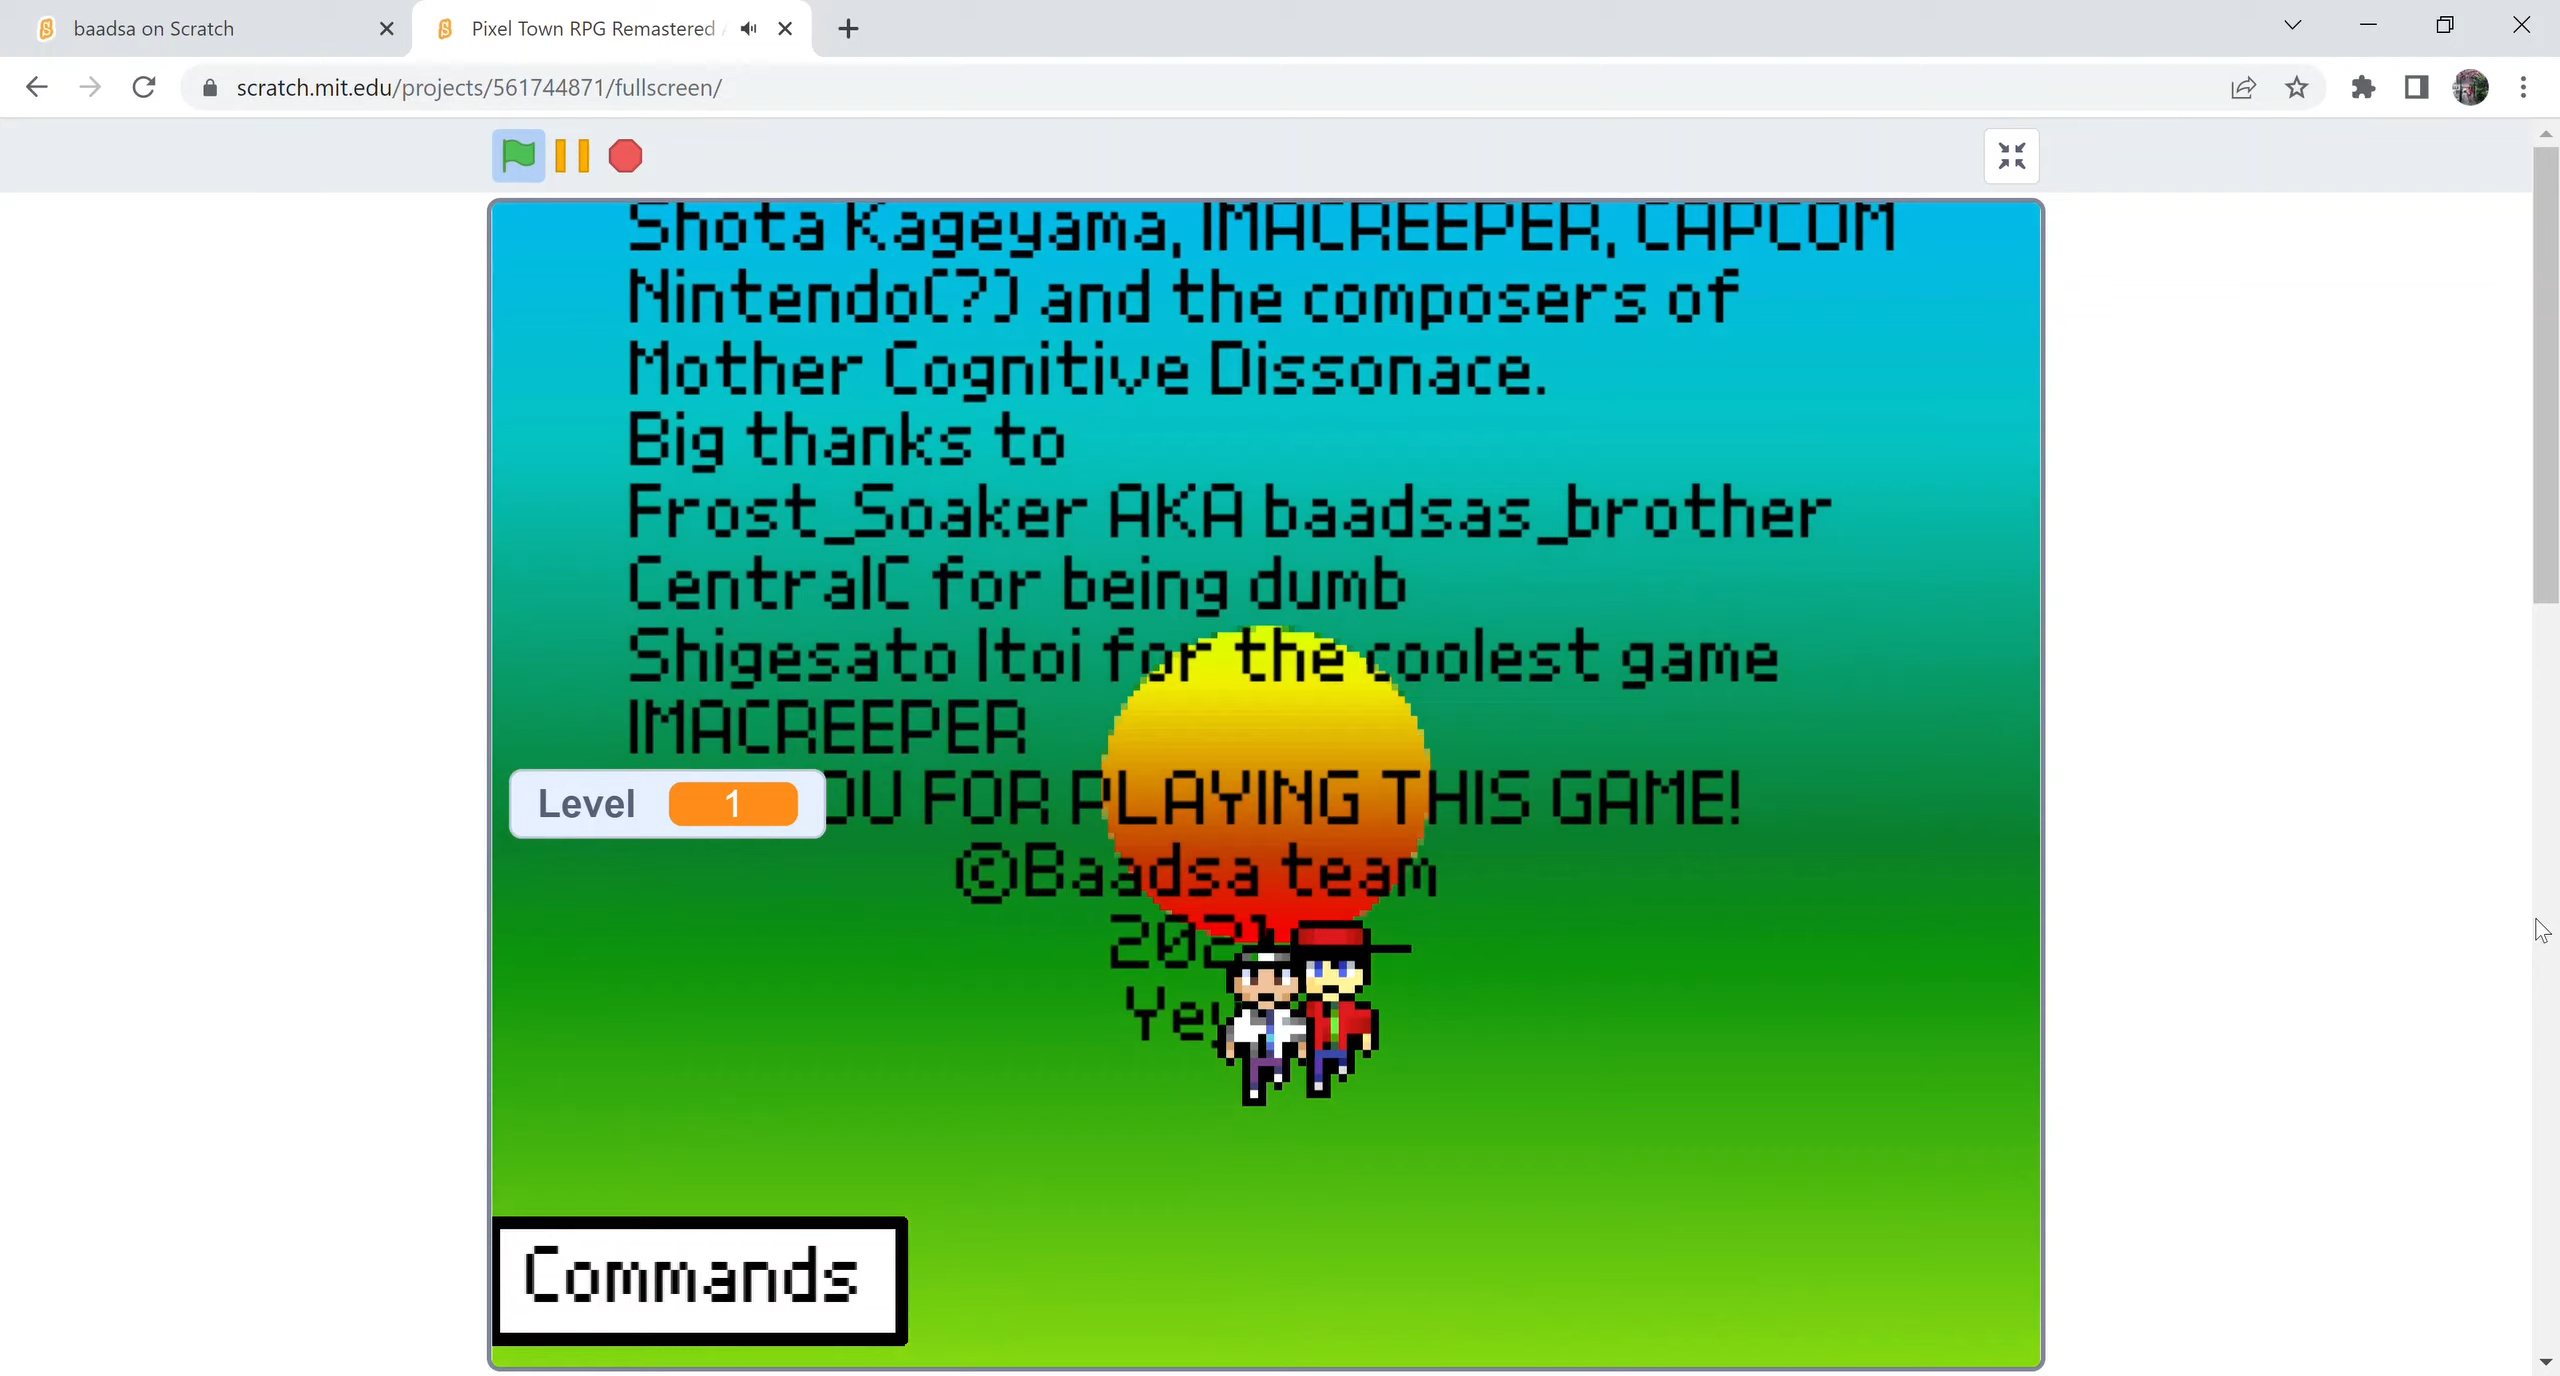 baadsa on Scratch
Pixel Town RPG Remastered
scratch.mit.edu/projects/561744871/fullscreen/
Shota Kageyama, IMACREEPER, CAPCOM
Nintendo(?) and the composers of
Mother Cognitive Dissonace.
Big thanks to
Frost_Soaker AKA baadsas_brother
CentralC for being dumb
Shigesato Itoi for the coolest game
IMACREEPER
Level 1 OU FOR PLAYING THIS GAME!
©Baadsa team
2021
Yey
Commands